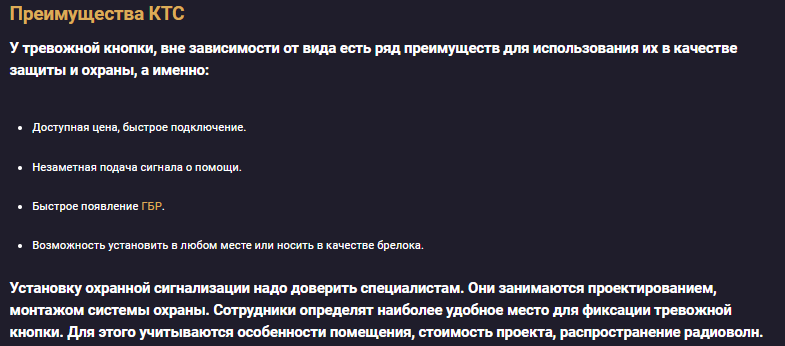 Преимущества КТС
У тревожной кнопки, вне зависимости от вида есть ряд преимуществ для использования их в качестве
защиты и охраны, а именно:
• Доступная цена, быстрое подключение.
• Незаметная подача сигнала о помощи.
• Быстрое появление ГБР.
• Возможность установить в любом месте или носить в качестве брелока.
Установку охранной сигнализации надо доверить специалистам. Они занимаются проектированием,
монтажом системы охраны. Сотрудники определят наиболее удобное место для фиксации тревожной
кнопки. Для этого учитываются особенности помещения, стоимость проекта, распространение радиоволн.